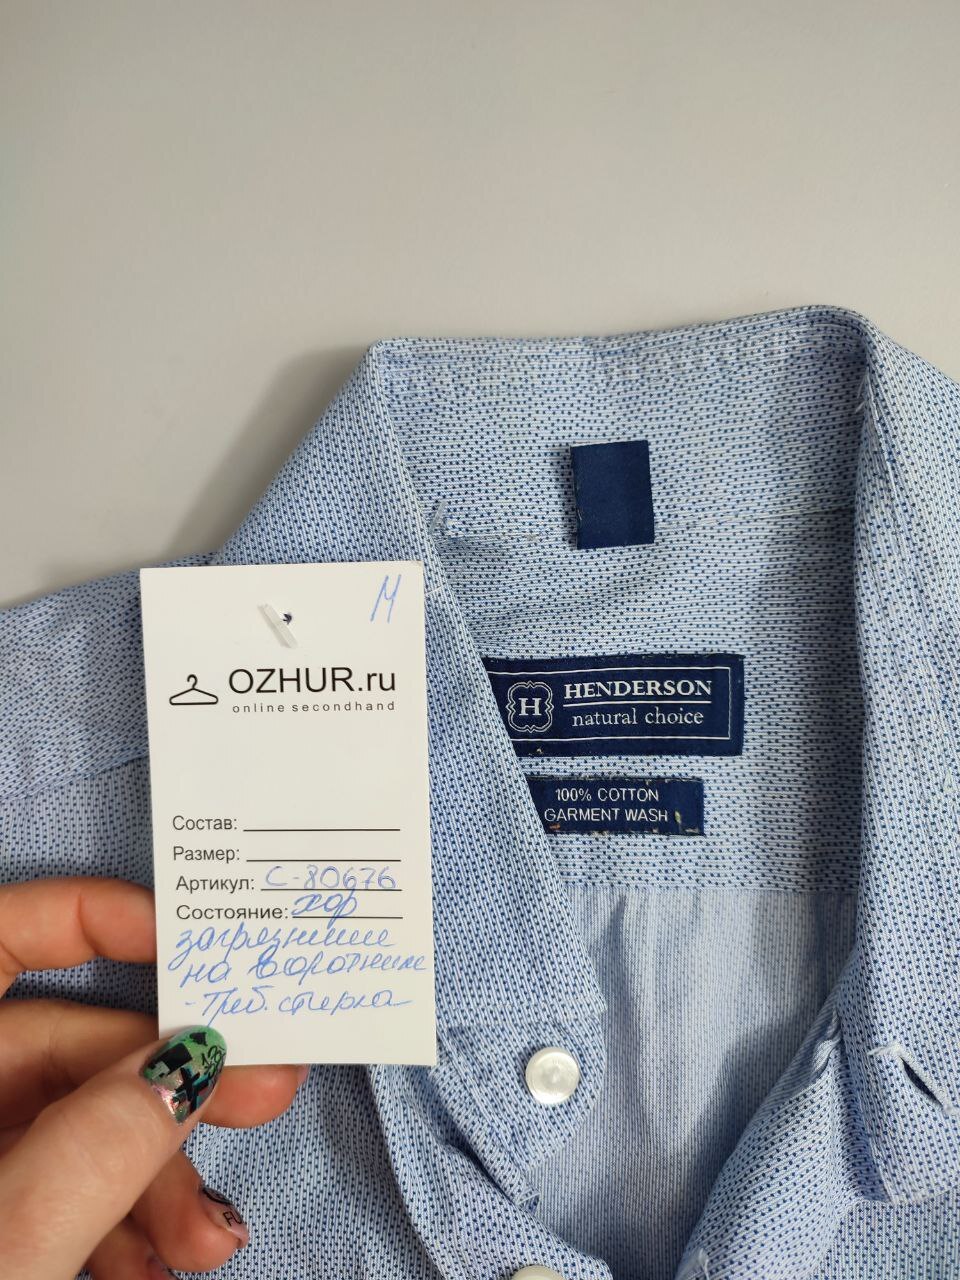 М
OZHUR.ru
online secondhand
Состав:
Размер:
Артикул: С-80676
Состояние: хор
загрязнение
на воротнике
- Треб. стирка
H HENDERSON
natural choice
100% COTTON
GARMENT WASH